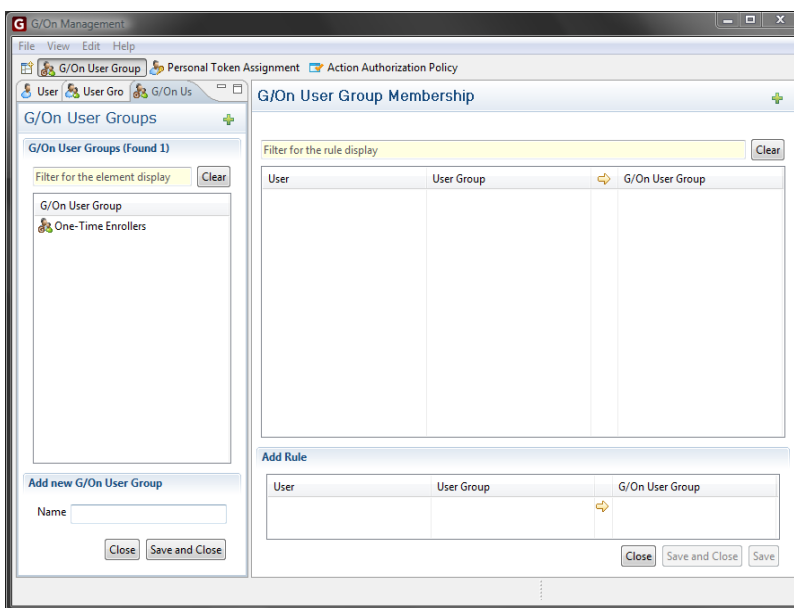 G G/On Management
File View Edit Help
G/On User Group Personal Token Assignment Action Authorization Policy
User User Gro G/On Us
G/On User Groups
G/On User Groups (Found 1)
Filter for the element display Clear
G/On User Group
One-Time Enrollers
Add new G/On User Group
Name
Close Save and Close
G/On User Group Membership
Filter for the rule display Clear
User User Group G/On User Group
Add Rule
User User Group G/On User Group
Close Save and Close Save